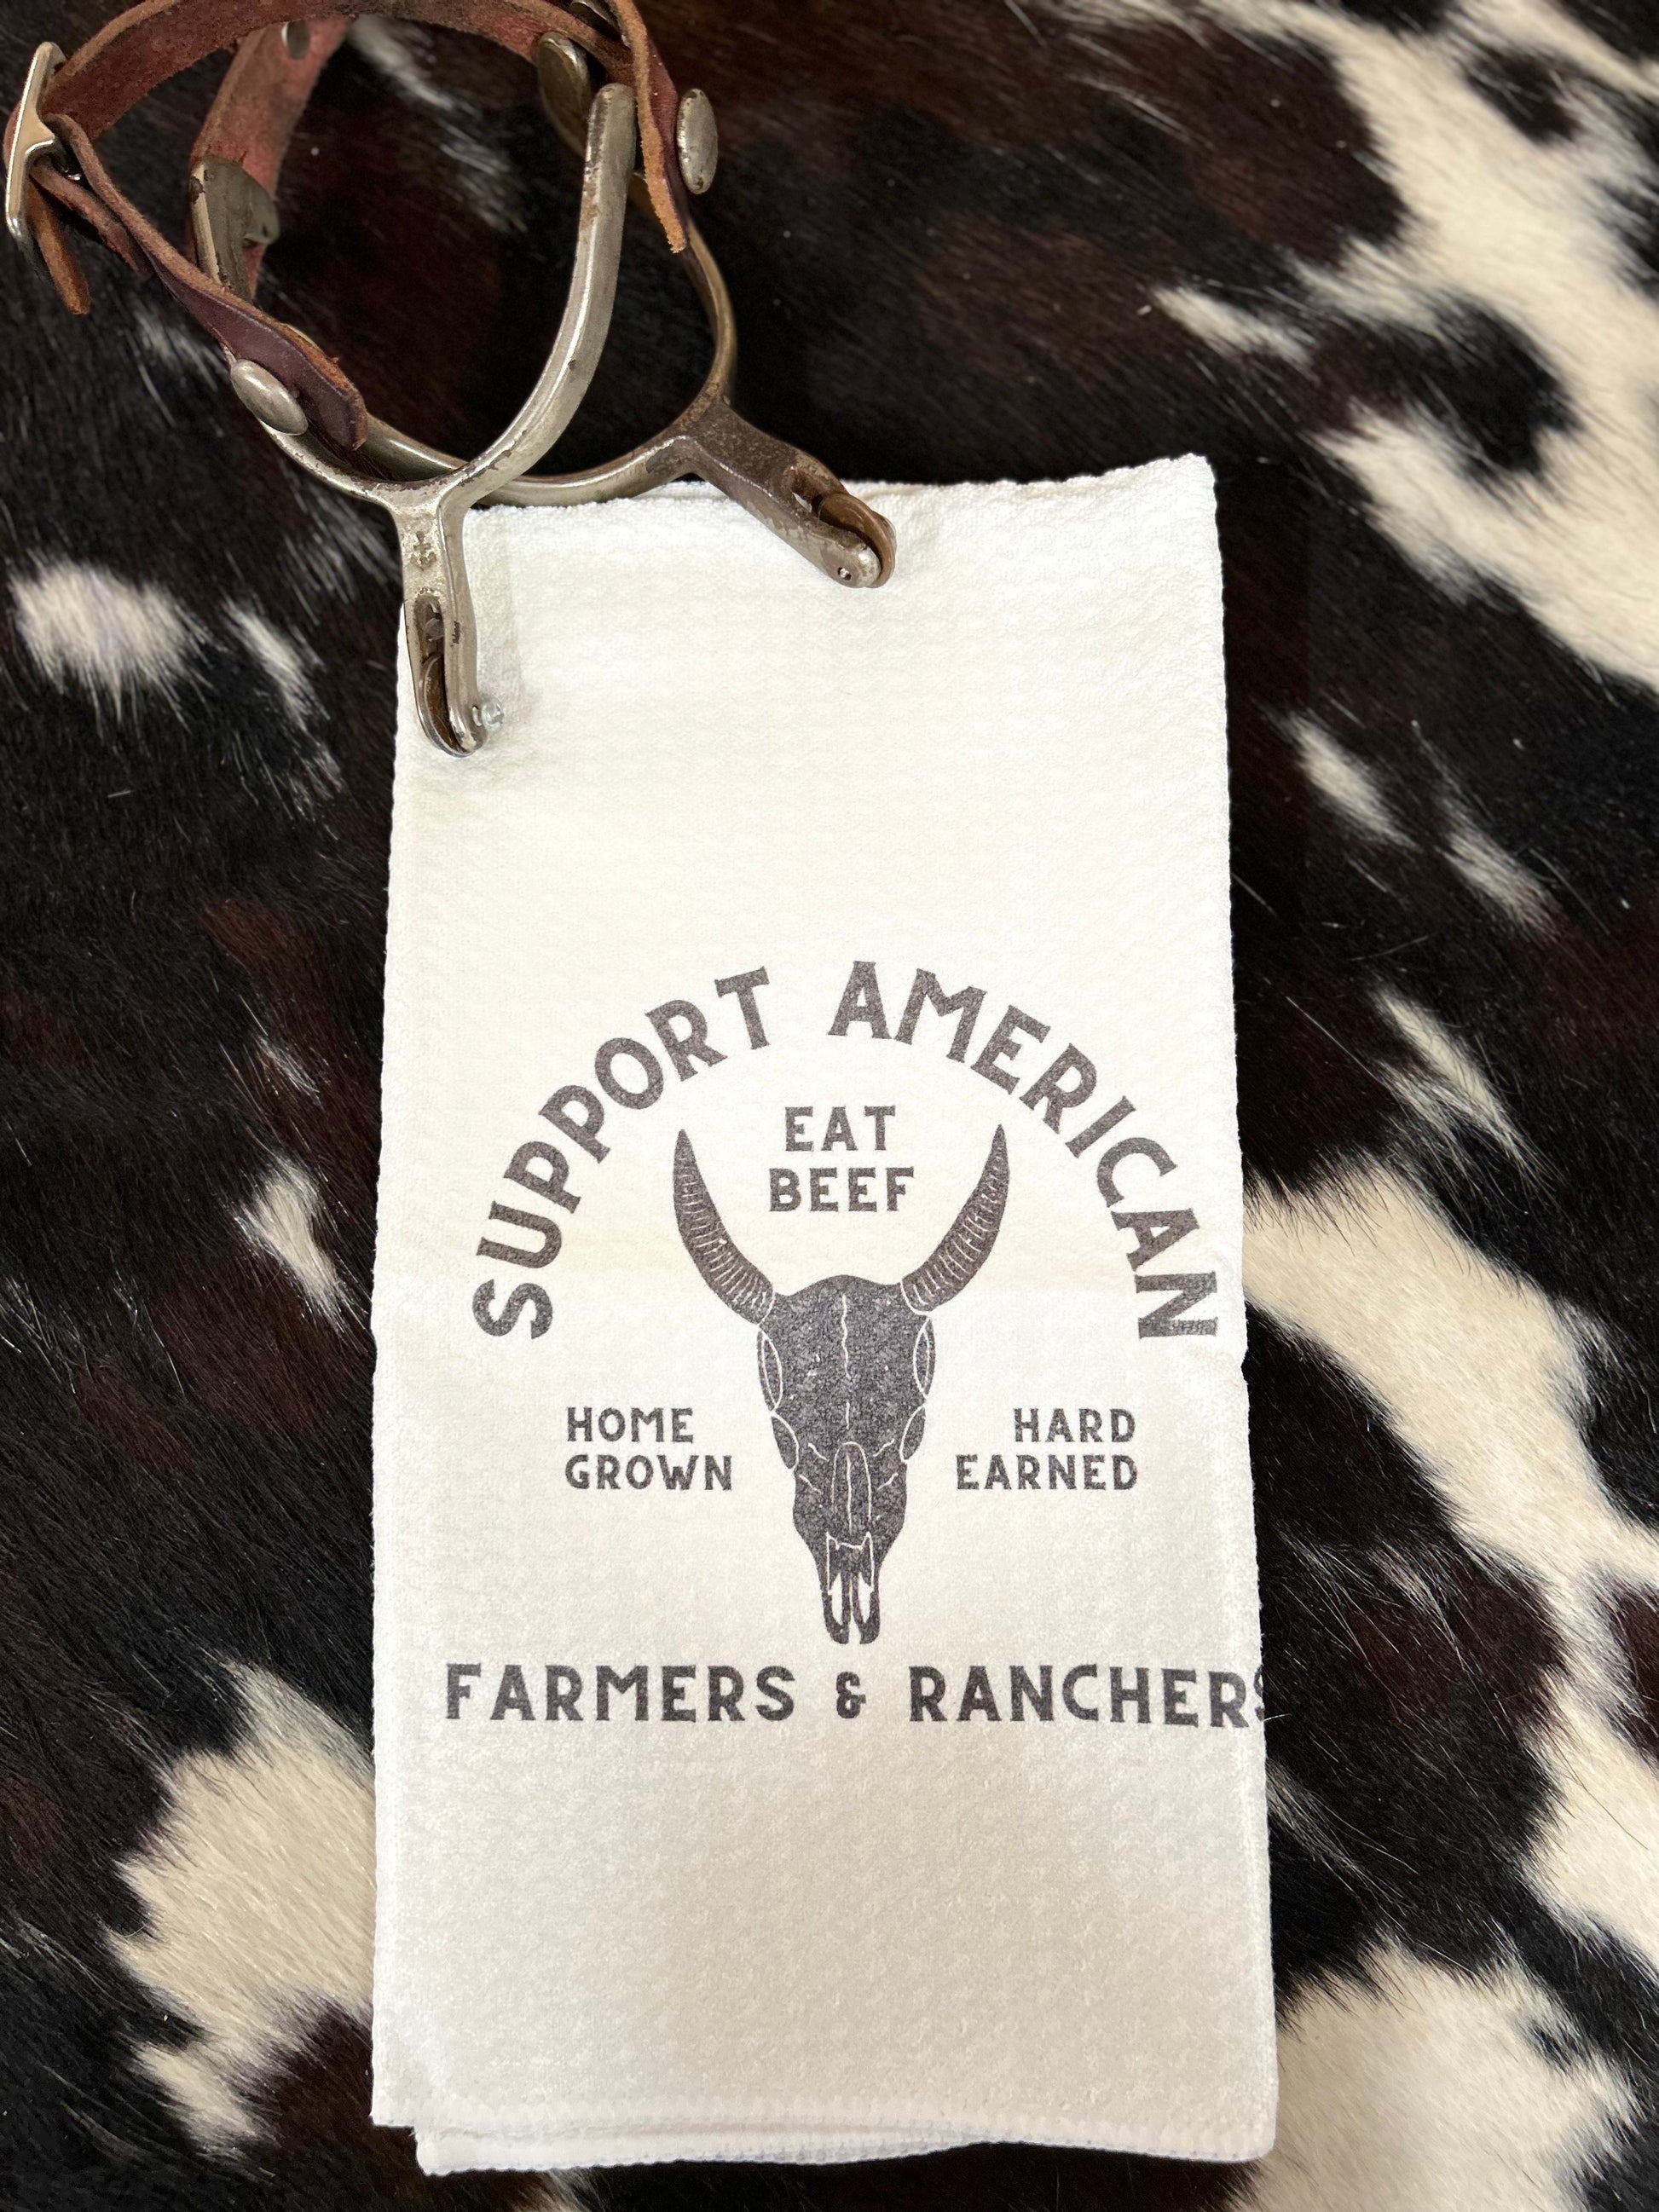 SUPPORT AMERICAN
EAT
BEEF
HOME
GROWN
HARD
EARNED
FARMERS & RANCHERS